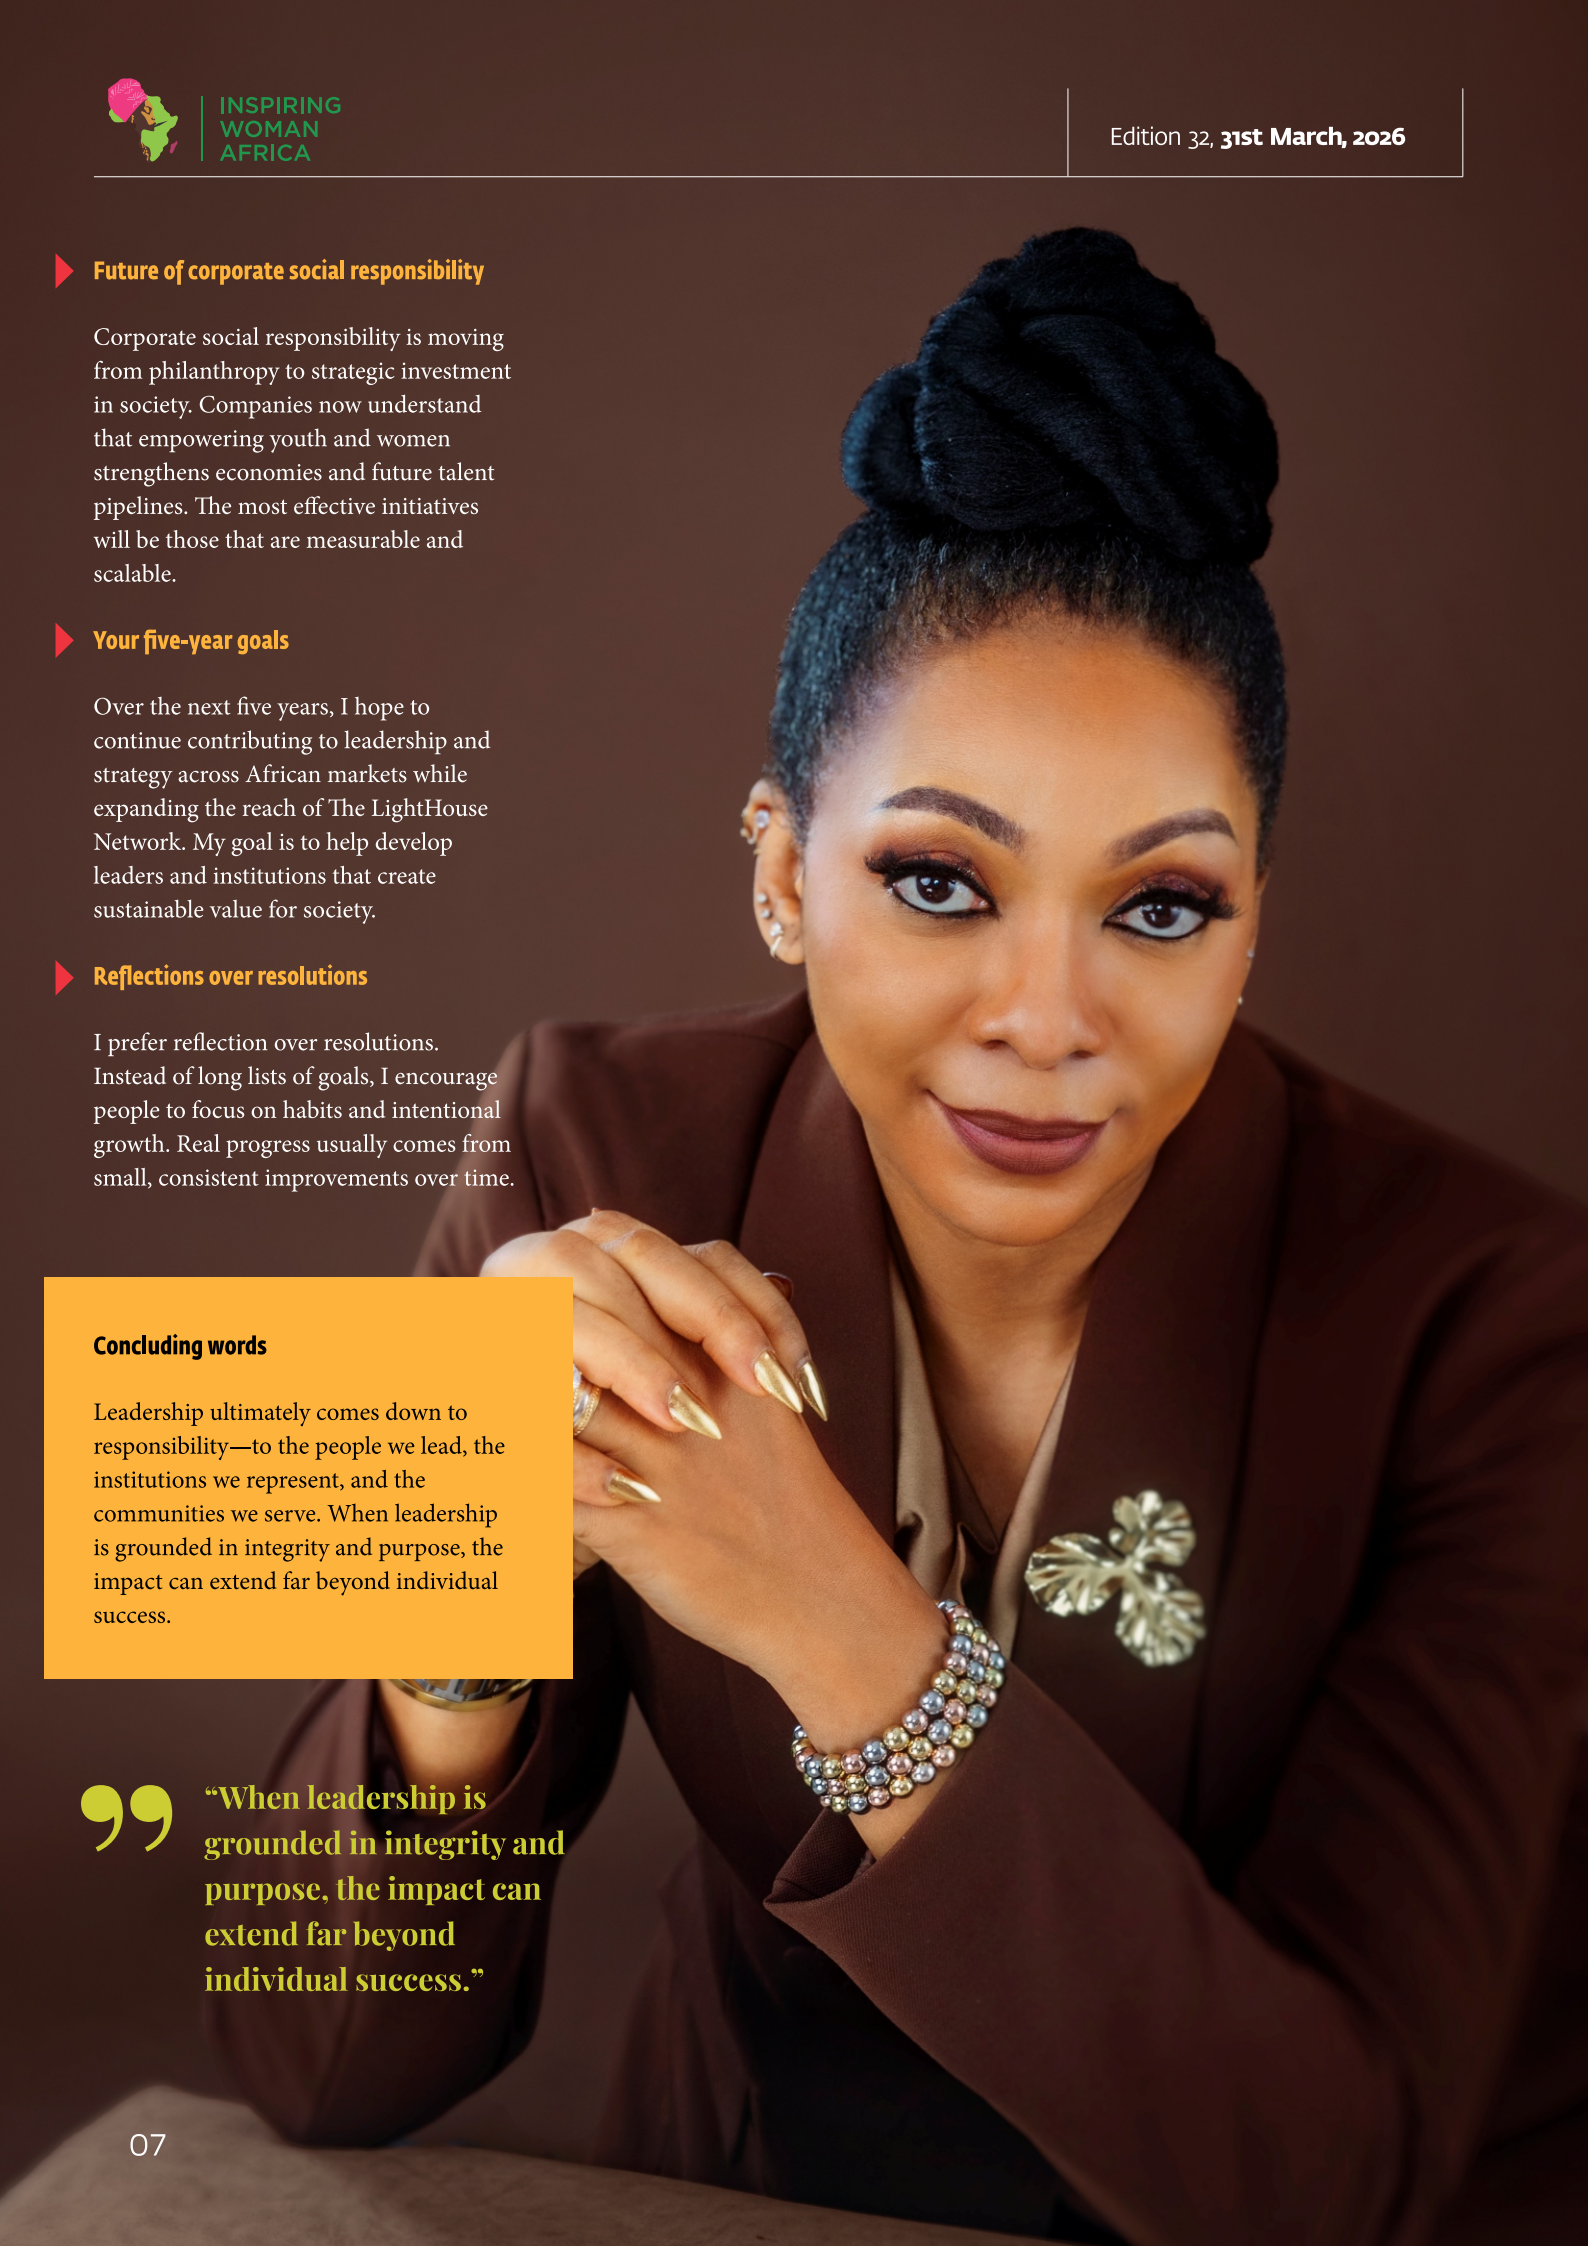 INSPIRING
WOMAN
AFRICA
Edition 32, 31st March, 2026
Future of corporate social responsibility
Corporate social responsibility is moving
from philanthropy to strategic investment
in society. Companies now understand
that empowering youth and women
strengthens economies and future talent
pipelines. The most effective initiatives
will be those that are measurable and
scalable.
Your five-year goals
Over the next five years, I hope to
continue contributing to leadership and
strategy across African markets while
expanding the reach of The LightHouse
Network. My goal is to help develop
leaders and institutions that create
sustainable value for society.
Reflections over resolutions
I prefer reflection over resolutions.
Instead of long lists of goals, I encourage
people to focus on habits and intentional
growth. Real progress usually comes from
small, consistent improvements over time.
Concluding words
Leadership ultimately comes down to
responsibility—to the people we lead, the
institutions we represent, and the
communities we serve. When leadership
is grounded in integrity and purpose, the
impact can extend far beyond individual
success.
”
“When leadership is
grounded in integrity and
purpose, the impact can
extend far beyond
individual success.”
07